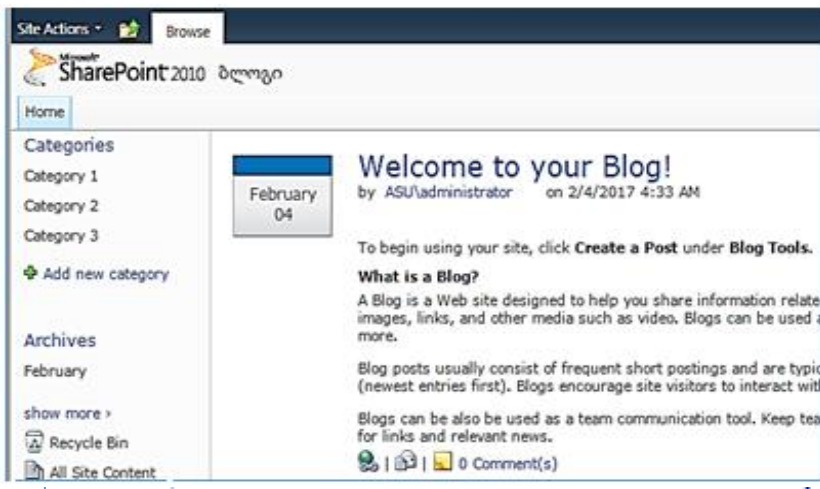 Site Actions
Browse
Microsoft
SharePoint 2010 ბლოგი
Home
Categories
Category 1
Category 2
Category 3
Add new category
Archives
February
show more ›
Recycle Bin
All Site Content
February
04
Welcome to your Blog!
by ASU\administrator on 2/4/2017 4:33 AM
To begin using your site, click Create a Post under Blog Tools.
What is a Blog?
A Blog is a Web site designed to help you share information relate
images, links, and other media such as video. Blogs can be used a
more.
Blog posts usually consist of frequent short postings and are typic
(newest entries first). Blogs encourage site visitors to interact wit
Blogs can be also be used as a team communication tool. Keep tea
for links and relevant news.
| | 0 Comment(s)